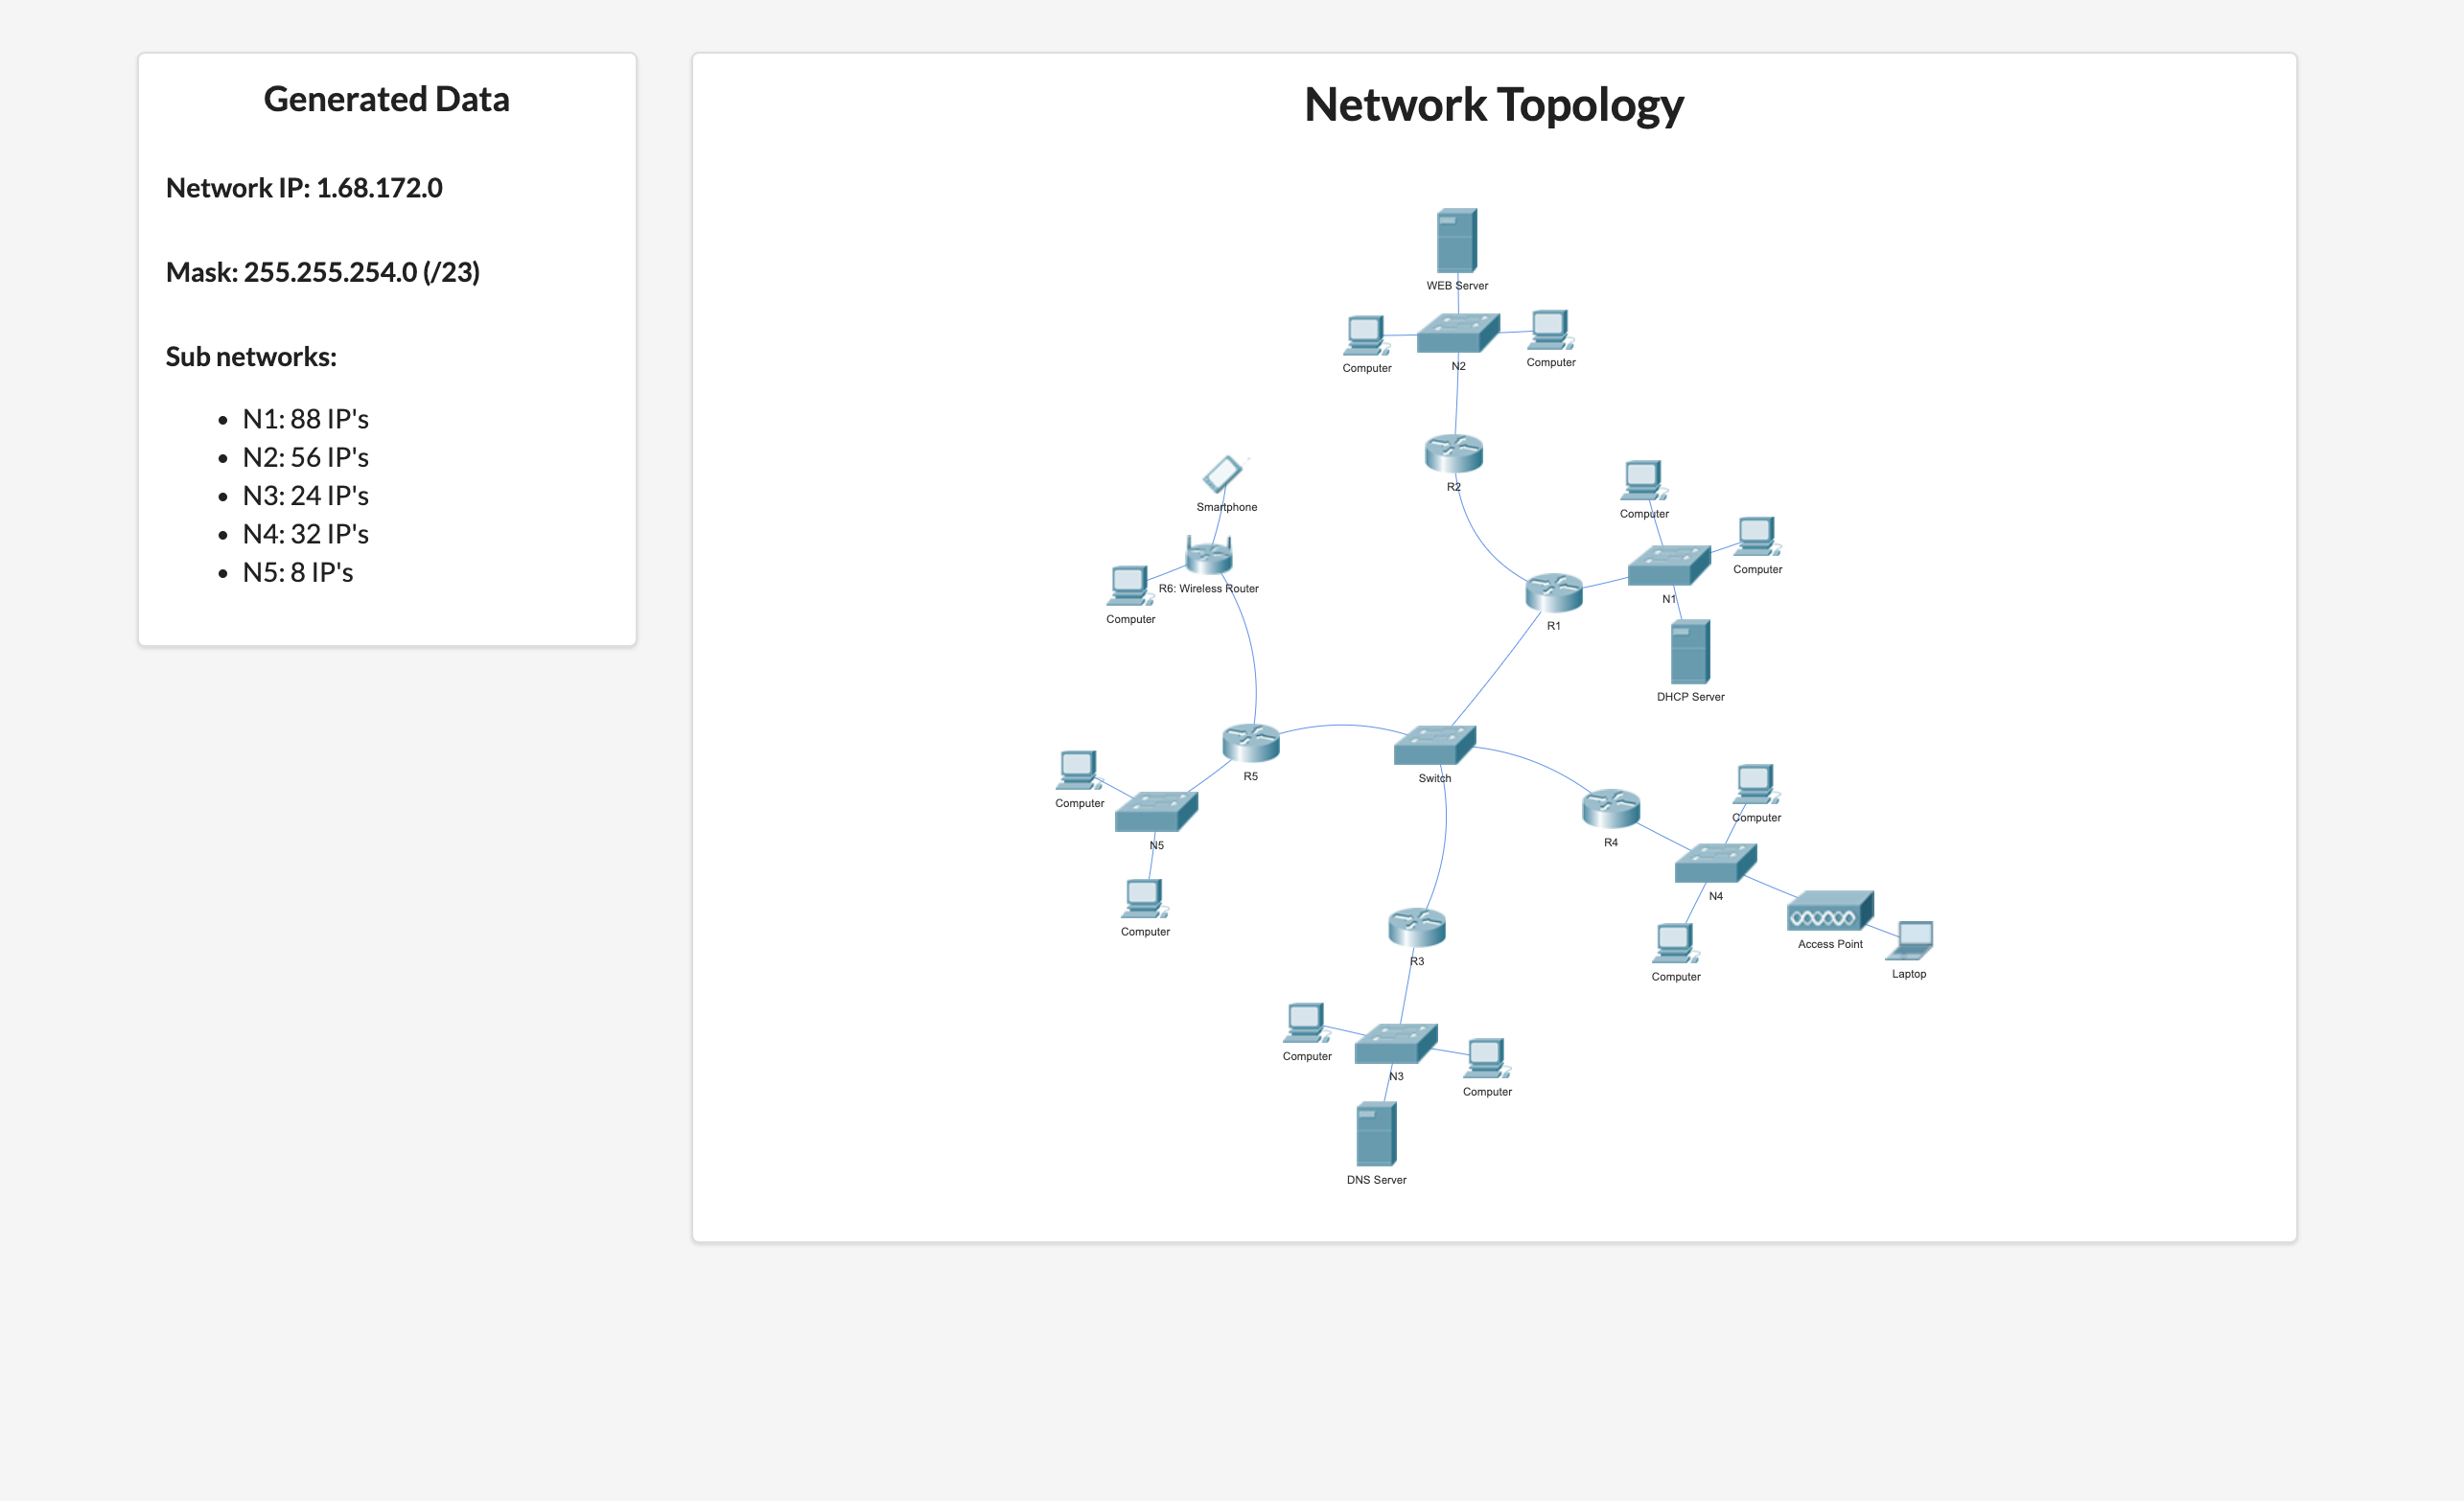 Generated Data
Network IP: 1.68.172.0
Mask: 255.255.254.0 (/23)
Sub networks:
N1: 88 IP's
N2: 56 IP's
N3: 24 IP's
N4: 32 IP's
N5: 8 IP's
Network Topology
WEB Server
Computer
N2
Computer
R2
Smartphone
Computer
Computer
R6: Wireless Router
N1
Computer
R1
DHCP Server
R5
Switch
Computer
Computer
R4
N5
N4
Computer
Access Point
R3
Computer
Laptop
Computer
N3
Computer
DNS Server